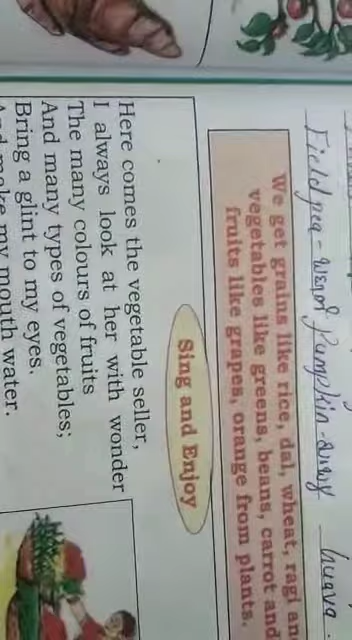 Field pea - Pumpkin -
We get grains like rice, dal, wheat, ragi an
vegetables like greens, beans, carrot and
fruits like grapes, orange from plants.
Sing and Enjoy
Here comes the vegetable seller,
I always look at her with wonder
The many colours of fruits
And many types of vegetables;
Bring a glint to my eyes.
And make my mouth water.